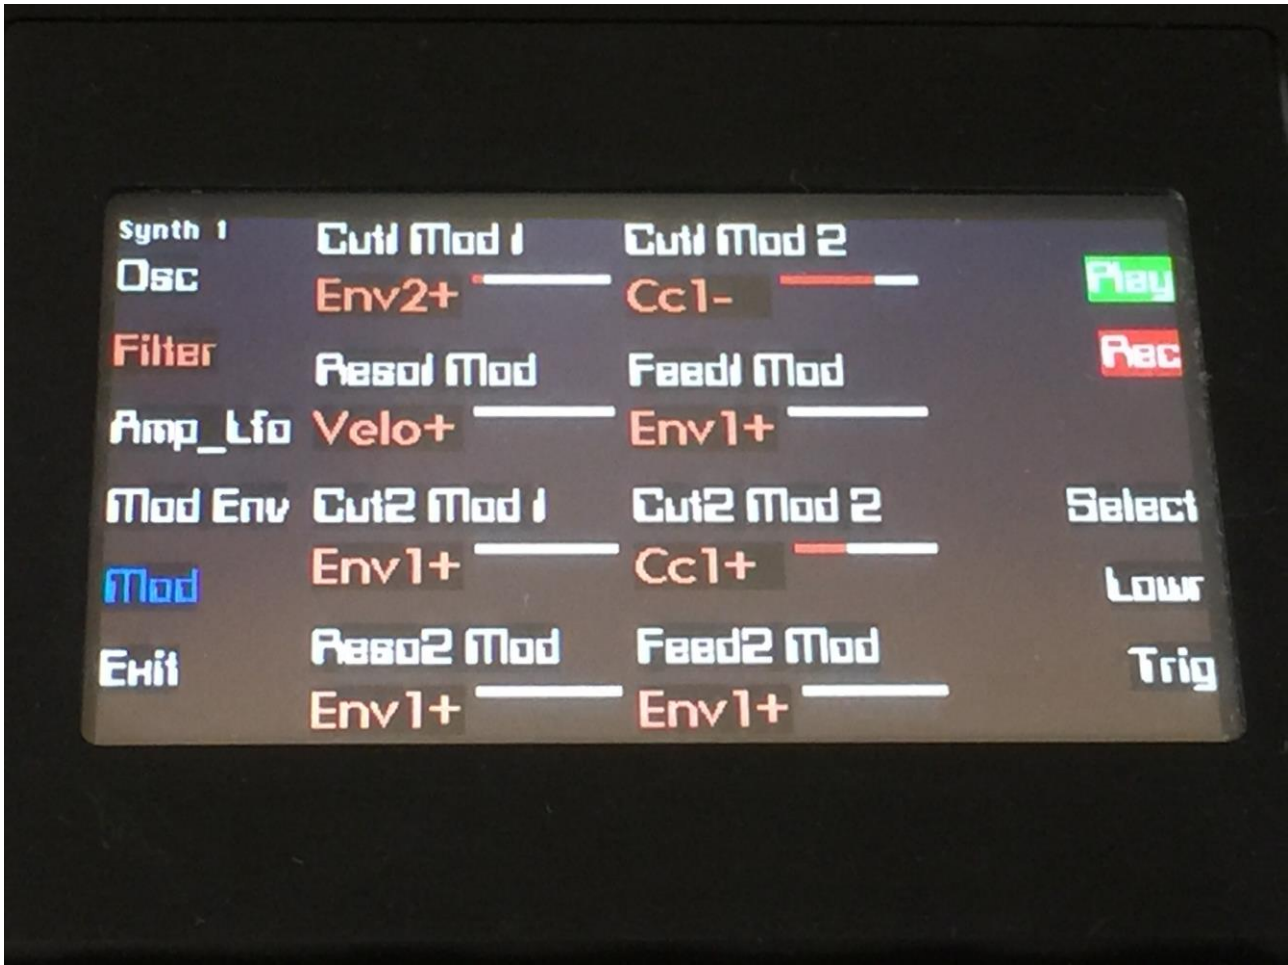 Synth 1
Osc
Filter
Amp_Lfo
Mod Env
Mod
Exit
Cut1 Mod 1
Env2+
Cut1 Mod 2
Cc1-
Reso1 Mod
Velo+
Feed1 Mod
Env1+
Cut2 Mod 1
Env1+
Cut2 Mod 2
Cc1+
Reso2 Mod
Env1+
Feed2 Mod
Env1+
Play
Rec
Select
Lowr
Trig